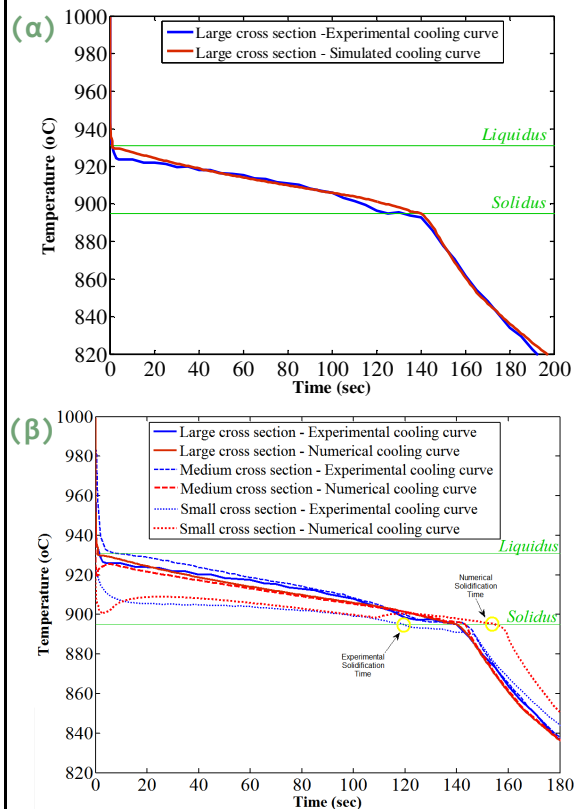 (α)
Large cross section -Experimental cooling curve
Large cross section - Simulated cooling curve
1000
980
960
940
920
900
880
860
840
820
Temperature (oC)
Liquidus
Solidus
0 20 40 60 80 100 120 140 160 180 200
Time (sec)
(β)
Large cross section - Experimental cooling curve
Large cross section - Numerical cooling curve
Medium cross section - Experimental cooling curve
Medium cross section - Numerical cooling curve
Small cross section - Experimental cooling curve
Small cross section - Numerical cooling curve
1000
980
960
940
920
900
880
860
840
820
Temperature (oC)
Liquidus
Numerical
Solidification
Time
Solidus
Experimental
Solidification
Time
0 20 40 60 80 100 120 140 160 180
Time (sec)